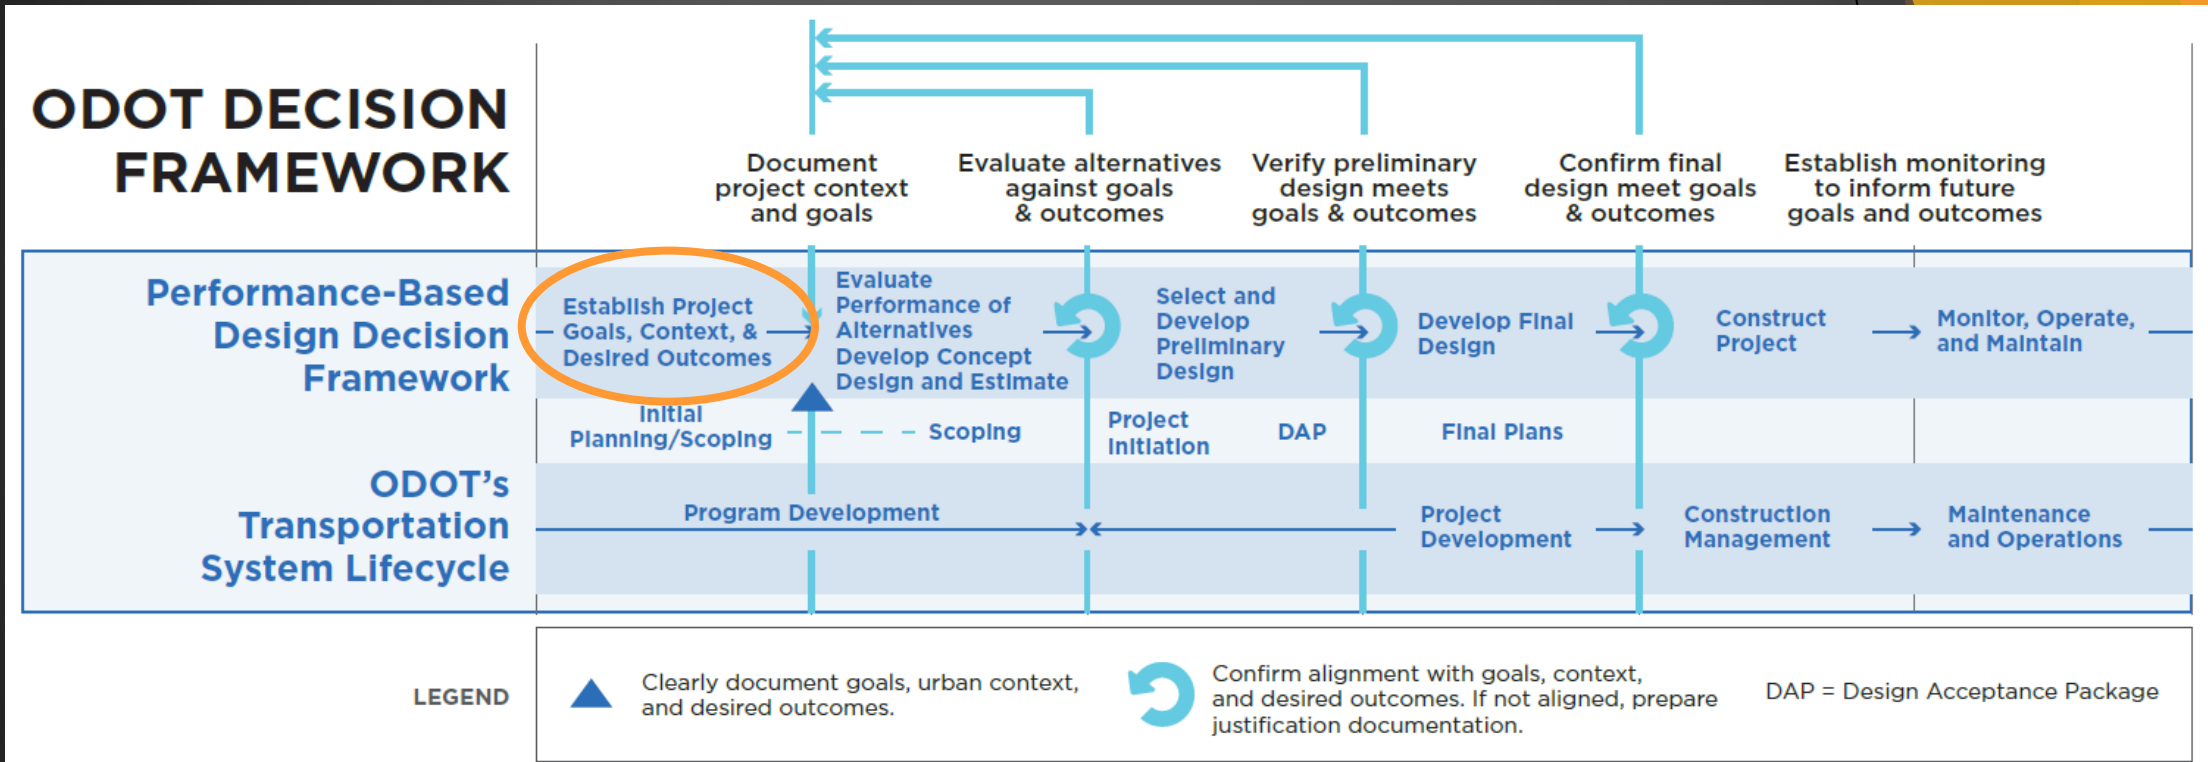 ODOT DECISION
FRAMEWORK
Document
project context
and goals
Evaluate alternatives
against goals
& outcomes
Verify preliminary
design meets
goals & outcomes
Confirm final
design meet goals
& outcomes
Establish monitoring
to inform future
goals and outcomes
Performance-Based
Design Decision
Framework
Establish Project
Goals, Context, &
Desired Outcomes
Evaluate
Performance of
Alternatives
Develop Concept
Design and Estimate
Select and
Develop
Preliminary
Design
Develop Final
Design
Construct
Project
Monitor, Operate,
and Maintain
Initial
Planning/Scoping
Scoping
Project
Initiation
DAP
Final Plans
ODOT's
Transportation
System Lifecycle
Program Development
Project
Development
Construction
Management
Maintenance
and Operations
LEGEND
Clearly document goals, urban context,
and desired outcomes.
Confirm alignment with goals, context,
and desired outcomes. If not aligned, prepare
justification documentation.
DAP = Design Acceptance Package